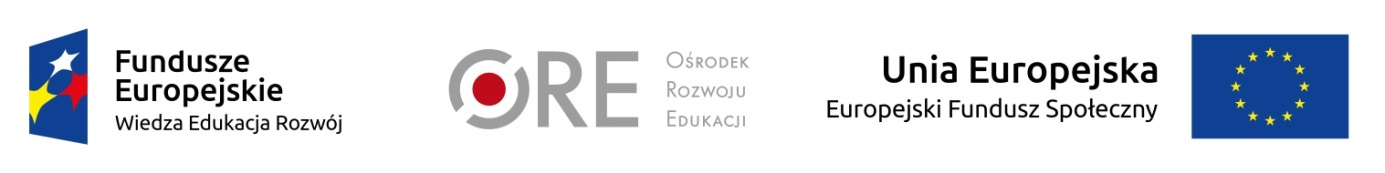 Fundusze
Europejskie
Wiedza Edukacja Rozwój
ORE
Ośrodek
Rozwoju
Edukacji
Unia Europejska
Europejski Fundusz Społeczny